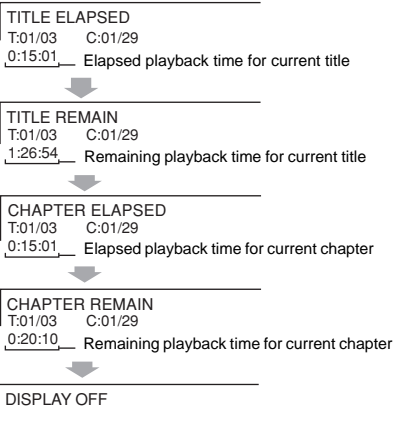 TITLE ELAPSED
T:01/03 C:01/29
0:15:01 Elapsed playback time for current title
TITLE REMAIN
T:01/03 C:01/29
1:26:54 Remaining playback time for current title
CHAPTER ELAPSED
T:01/03 C:01/29
0:15:01 Elapsed playback time for current chapter
CHAPTER REMAIN
T:01/03 C:01/29
0:20:10 Remaining playback time for current chapter
DISPLAY OFF